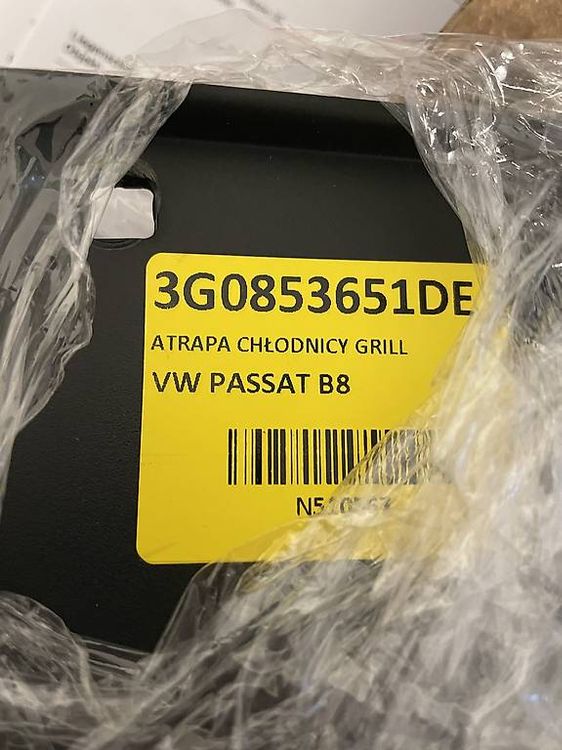 3G0853651DE
ATRAPA CHŁODNICY GRILL
VW PASSAT B8